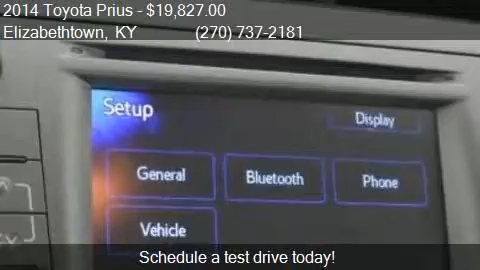 2014 Toyota Prius - $19,827.00
Elizabethtown, KY (270) 737-2181
Setup
Display
General Bluetooth Phone
Vehicle
Schedule a test drive today!